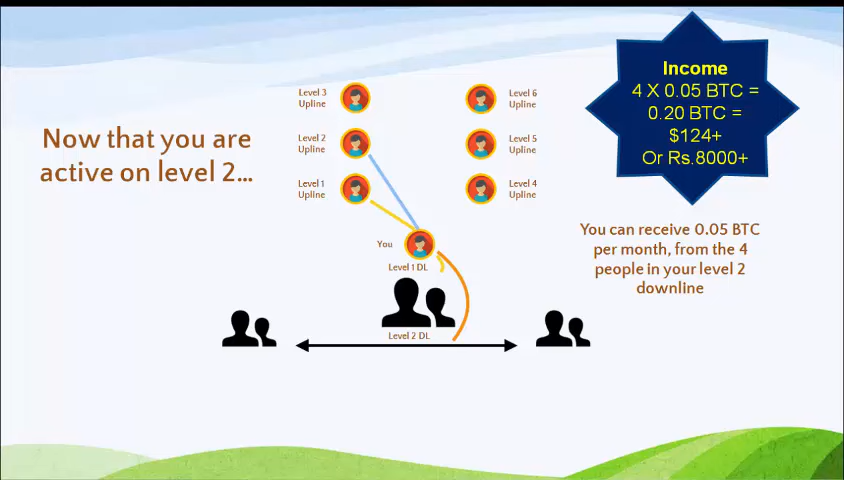 Now that you are
active on level 2...
Level 3
Upline
Level 2
Upline
Level 1
Upline
Level 6
Upline
Level 5
Upline
Level 4
Upline
You
Level 1 DL
Level 2 DL
Income
4 X 0.05 BTC =
0.20 BTC =
$124+
Or Rs.8000+
You can receive 0.05 BTC
per month, from the 4
people in your level 2
downline